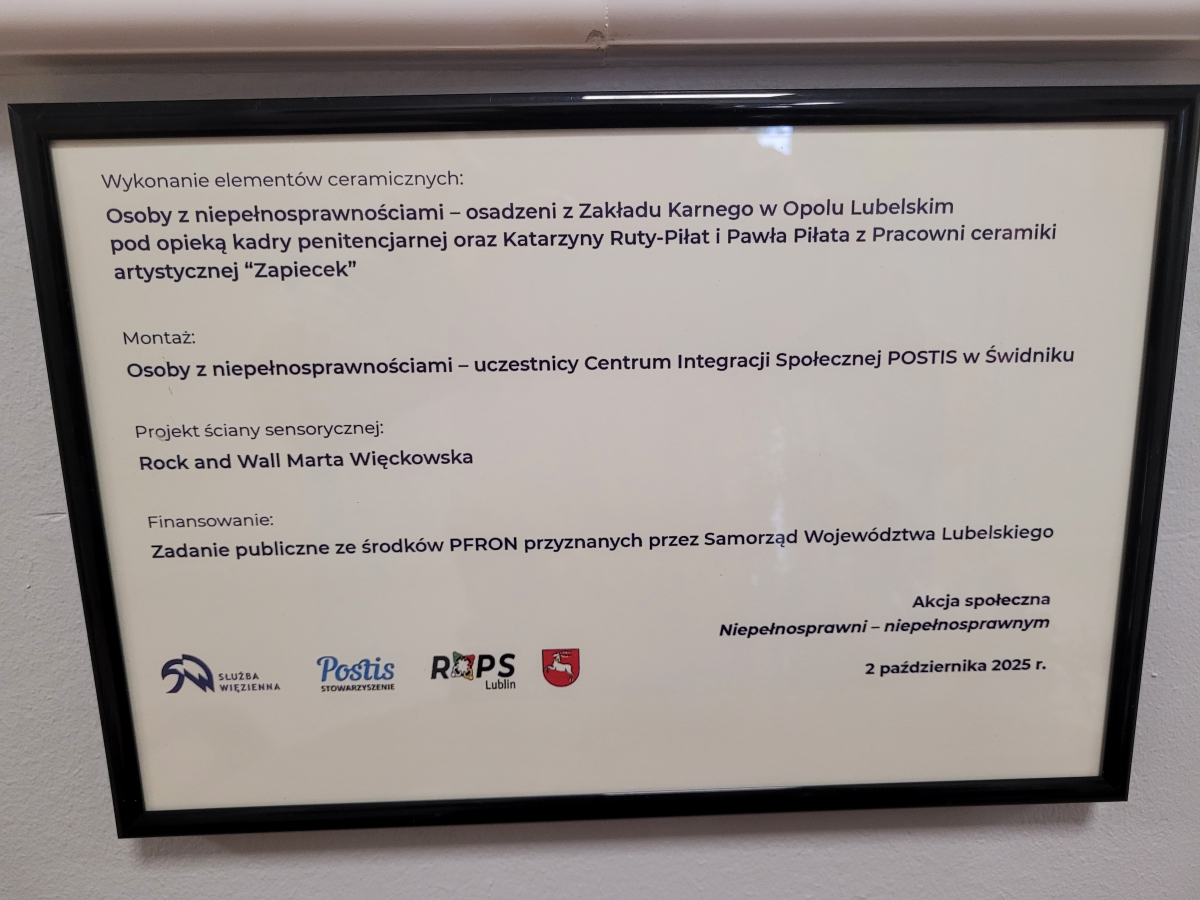 Wykonanie elementów ceramicznych:
Osoby z niepełnosprawnościami – osadzeni z Zakładu Karnego w Opolu Lubelskim
pod opieką kadry penitencjarnej oraz Katarzyny Ruty-Piłat i Pawła Piłata z Pracowni ceramiki
artystycznej “Zapiecek”
Montaż:
Osoby z niepełnosprawnościami – uczestnicy Centrum Integracji Społecznej POSTIS w Świdniku
Projekt ściany sensorycznej:
Rock and Wall Marta Więckowska
Finansowanie:
Zadanie publiczne ze środków PFRON przyznanych przez Samorząd Województwa Lubelskiego
Akcja społeczna
Niepełnosprawni – niepełnosprawnym
2 października 2025 r.
SŁUŻBA
WIĘZIENNA
Postis
STOWARZYSZENIE
ROPS
Lublin